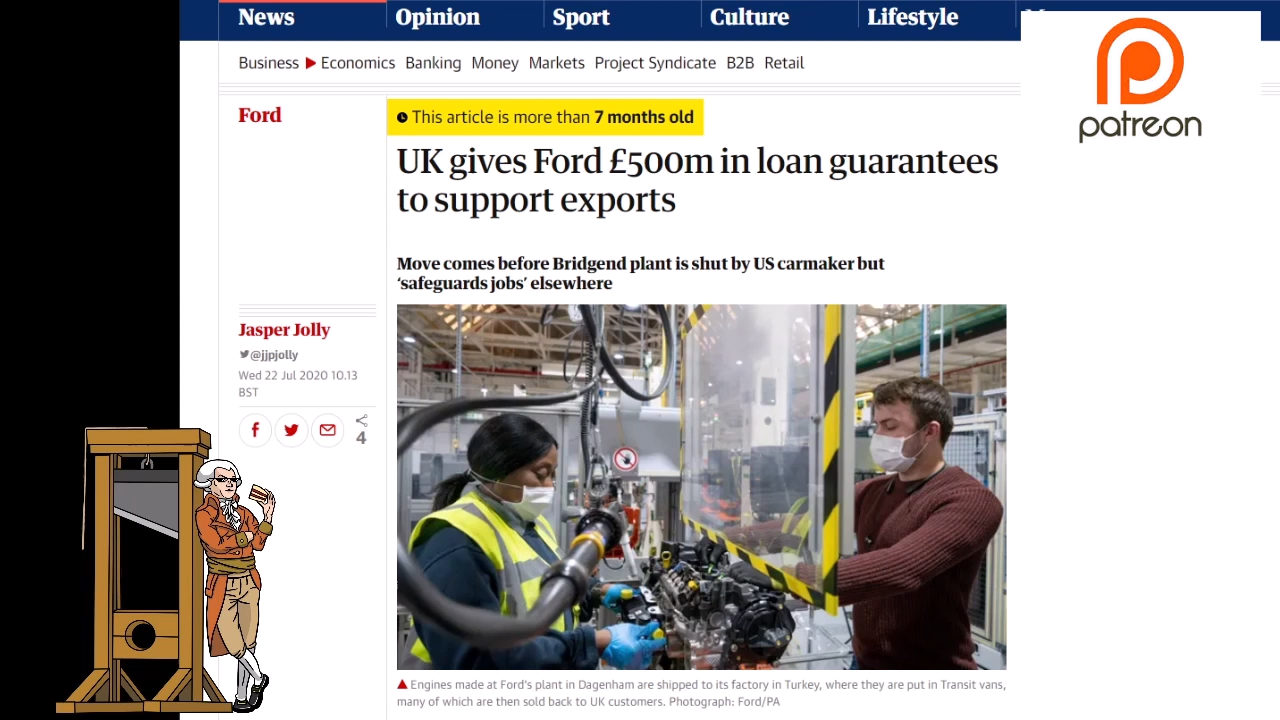 News
Opinion
Sport
Culture
Lifestyle
Business ▶ Economics Banking Money Markets Project Syndicate B2B Retail
patreon
Ford
This article is more than 7 months old
UK gives Ford £500m in loan guarantees
to support exports
Move comes before Bridgend plant is shut by US carmaker but
‘safeguards jobs’ elsewhere
Jasper Jolly
@jjpjolly
Wed 22 Jul 2020 10.13
BST
4
Engines made at Ford's plant in Dagenham are shipped to its factory in Turkey, where they are put in Transit vans,
many of which are then sold back to UK customers. Photograph: Ford/PA